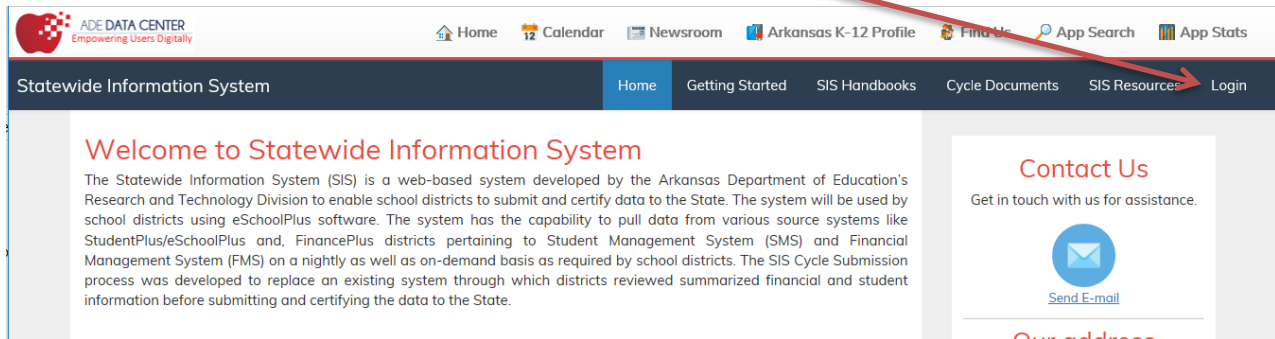 ADE DATA CENTER
Empowering Users Digitally
Home 12 Calendar Newsroom Arkansas K-12 Profile Find Us App Search App Stats
Statewide Information System
Home Getting Started SIS Handbooks Cycle Documents SIS Resources Login
Welcome to Statewide Information System
The Statewide Information System (SIS) is a web-based system developed by the Arkansas Department of Education's
Research and Technology Division to enable school districts to submit and certify data to the State. The system will be used by
school districts using eSchoolPlus software. The system has the capability to pull data from various source systems like
StudentPlus/eSchoolPlus and, FinancePlus districts pertaining to Student Management System (SMS) and Financial
Management System (FMS) on a nightly as well as on-demand basis as required by school districts. The SIS Cycle Submission
process was developed to replace an existing system through which districts reviewed summarized financial and student
information before submitting and certifying the data to the State.
Contact Us
Get in touch with us for assistance.
Send E-mail
Our address